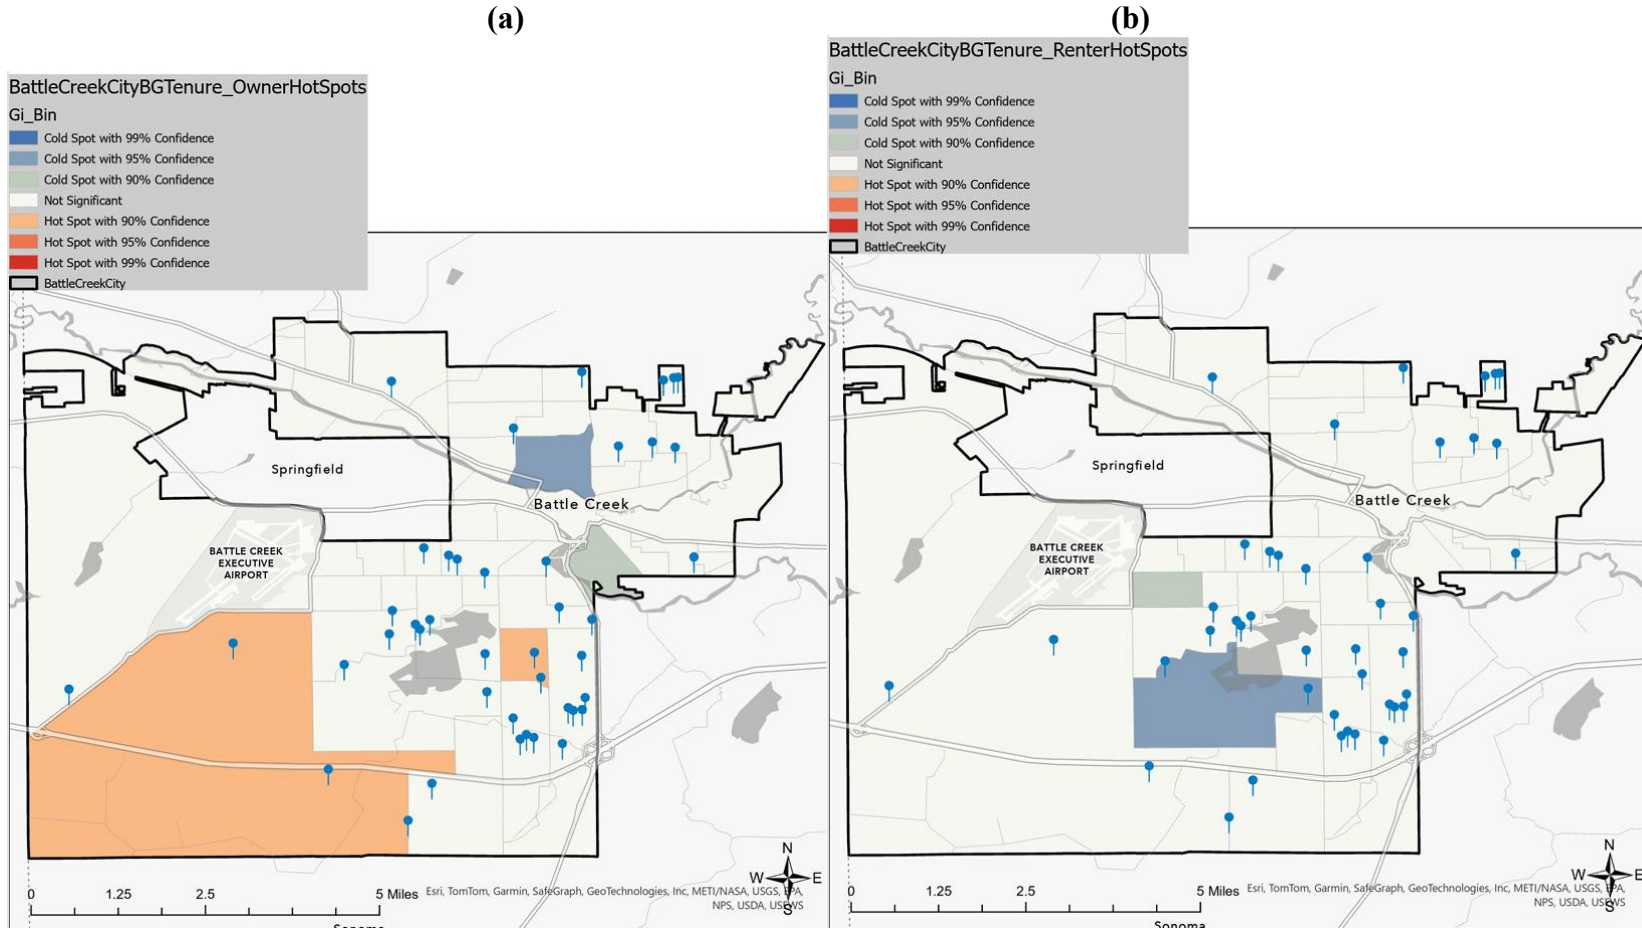 (a)
BattleCreekCityBGTenure_OwnerHotSpots
Gi_Bin
Cold Spot with 99% Confidence
Cold Spot with 95% Confidence
Cold Spot with 90% Confidence
Not Significant
Hot Spot with 90% Confidence
Hot Spot with 95% Confidence
Hot Spot with 99% Confidence
BattleCreekCity
Springfield
Battle Creek
BATTLE CREEK
EXECUTIVE
AIRPORT
N
W E
S
0 1.25 2.5 5 Miles
Esri, TomTom, Garmin, SafeGraph, GeoTechnologies, Inc, METI/NASA, USGS, EPA,
NPS, USDA, USFWS
Sonoma
(b)
BattleCreekCityBGTenure_RenterHotSpots
Gi_Bin
Cold Spot with 99% Confidence
Cold Spot with 95% Confidence
Cold Spot with 90% Confidence
Not Significant
Hot Spot with 90% Confidence
Hot Spot with 95% Confidence
Hot Spot with 99% Confidence
BattleCreekCity
Springfield
Battle Creek
BATTLE CREEK
EXECUTIVE
AIRPORT
N
W E
S
0 1.25 2.5 5 Miles
Esri, TomTom, Garmin, SafeGraph, GeoTechnologies, Inc, METI/NASA, USGS, EPA,
NPS, USDA, USFWS
Sonoma